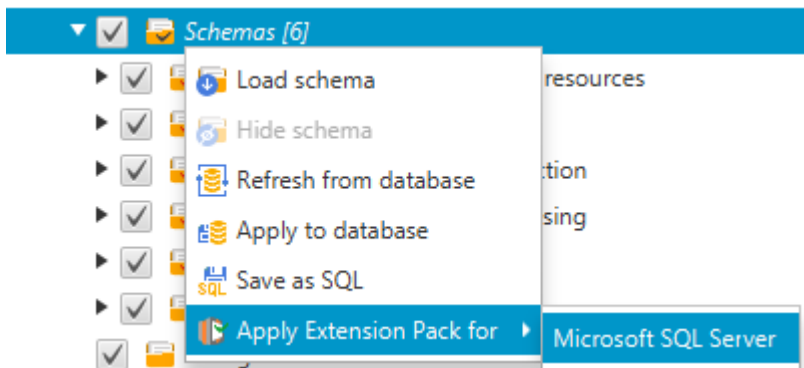 Schemas [6]
Load schema
resources
Hide schema
Refresh from database
tion
Apply to database
sing
Save as SQL
Apply Extension Pack for
Microsoft SQL Server